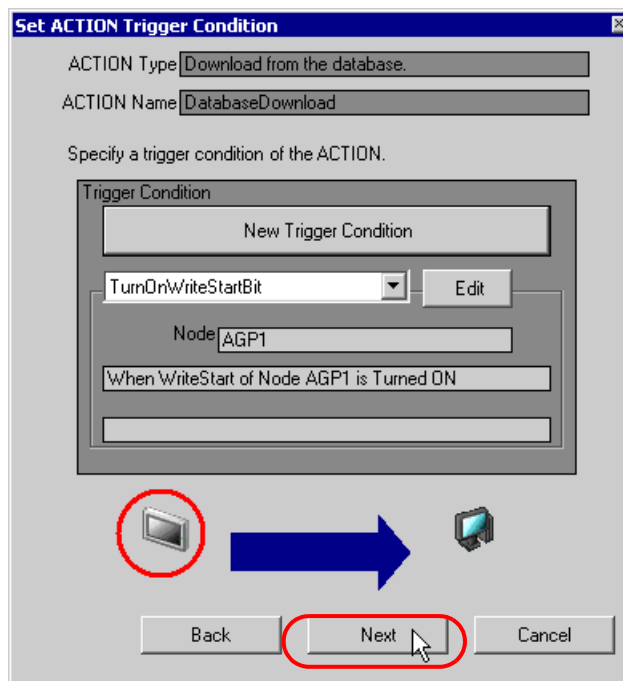 Set ACTION Trigger Condition
ACTION Type Download from the database.
ACTION Name DatabaseDownload
Specify a trigger condition of the ACTION.
Trigger Condition
New Trigger Condition
TurnOnWriteStartBit Edit
Node AGP1
When WriteStart of Node AGP1 is Turned ON
Back Next Cancel